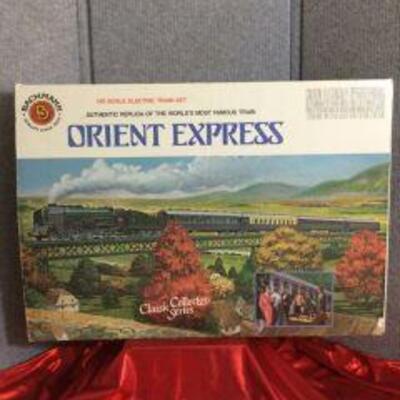 BACHMANN
HO SCALE ELECTRIC TRAIN SET
AUTHENTIC REPLICA OF THE WORLD'S MOST FAMOUS TRAIN
ORIENT EXPRESS
Classic Collector
Series